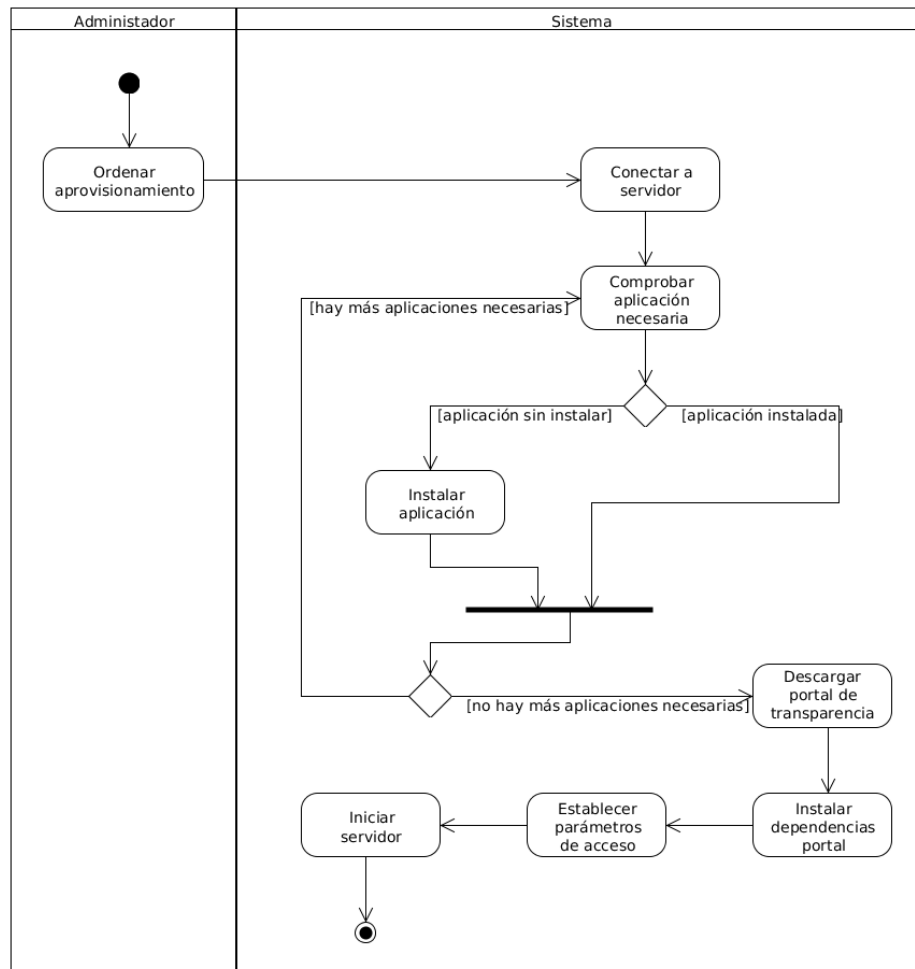 Administador
Sistema
Ordenar
aprovisionamiento
Conectar a
servidor
Comprobar
aplicación
necesaria
[hay más aplicaciones necesarias]
[aplicación sin instalar]
[aplicación instalada]
Instalar
aplicación
Descargar
portal de
transparencia
[no hay más aplicaciones necesarias]
Iniciar
servidor
Establecer
parámetros
de acceso
Instalar
dependencias
portal